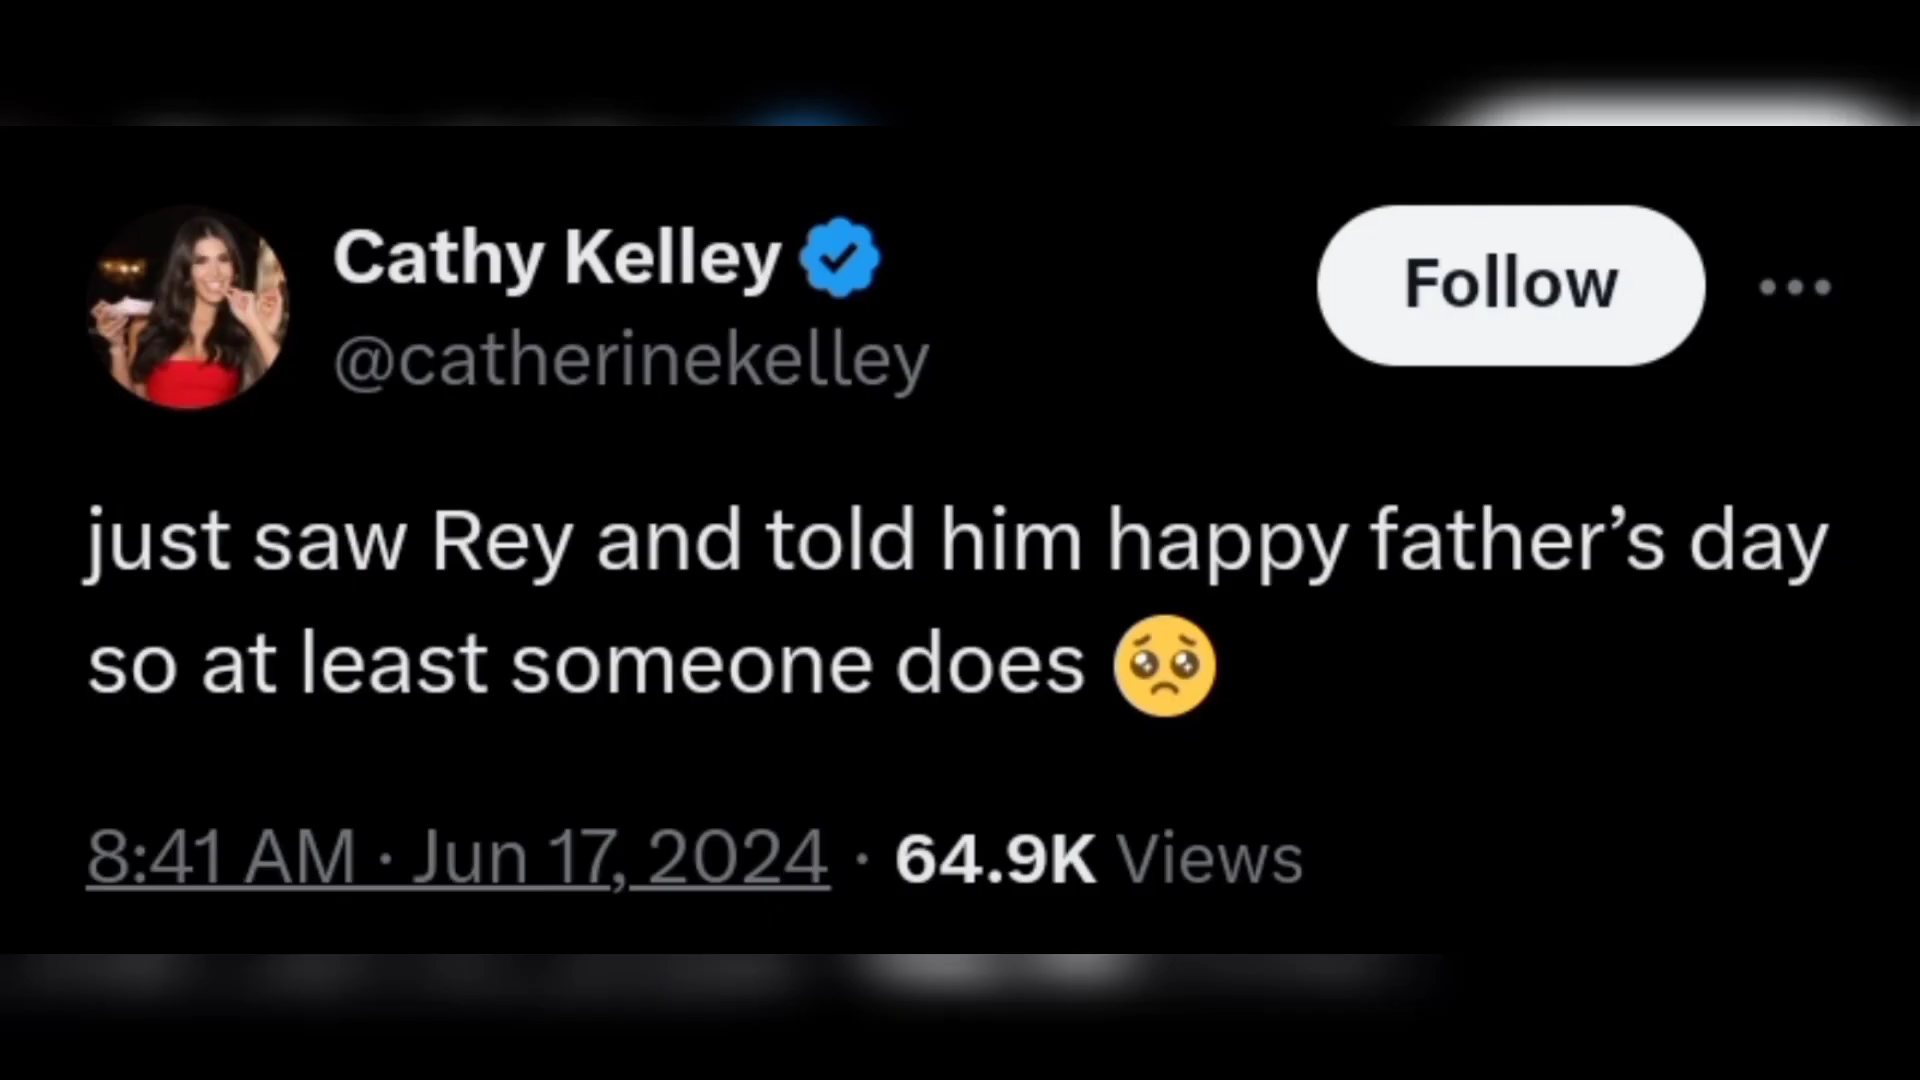 Cathy Kelley
@catherinekelley
Follow
just saw Rey and told him happy father’s day
so at least someone does 🥺
8:41 AM · Jun 17, 2024 · 64.9K Views